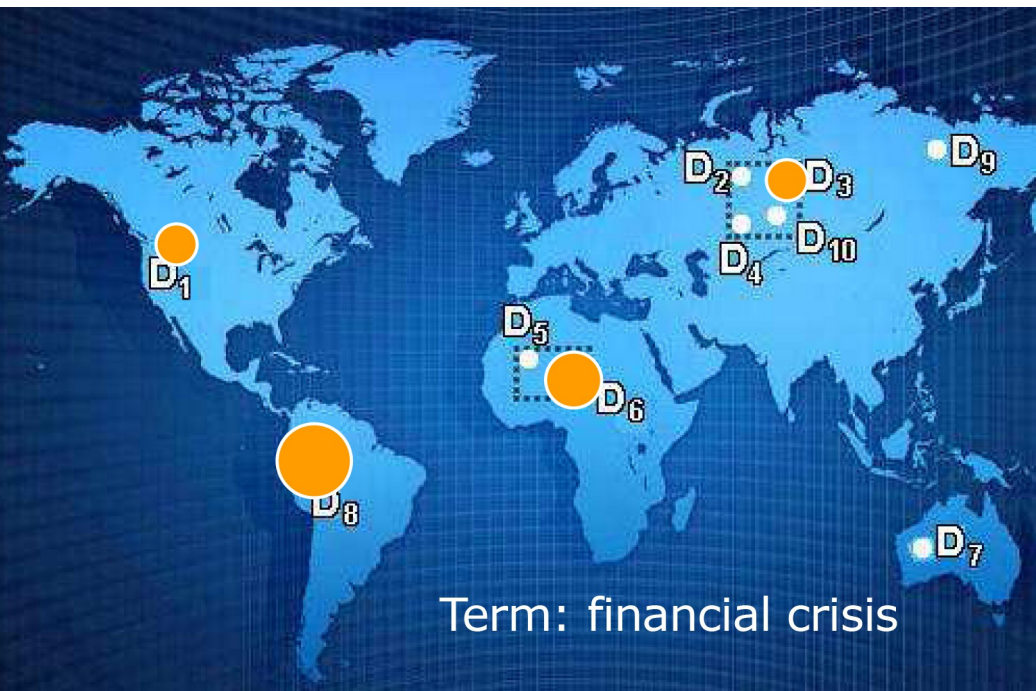 D9
D2
D3
D10
D4
D1
D5
D6
D8
D7
Term: financial crisis